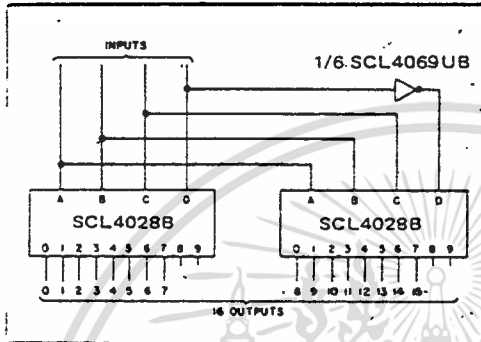 INPUTS
1/6 SCL4069UB
A B C D
A B C D
SCL4028B
SCL4028B
0 1 2 3 4 5 6 7 8 9
0 1 2 3 4 5 6 7 8 9
0 1 2 3 4 5 6 7
8 9 10 11 12 13 14 15
16 OUTPUTS